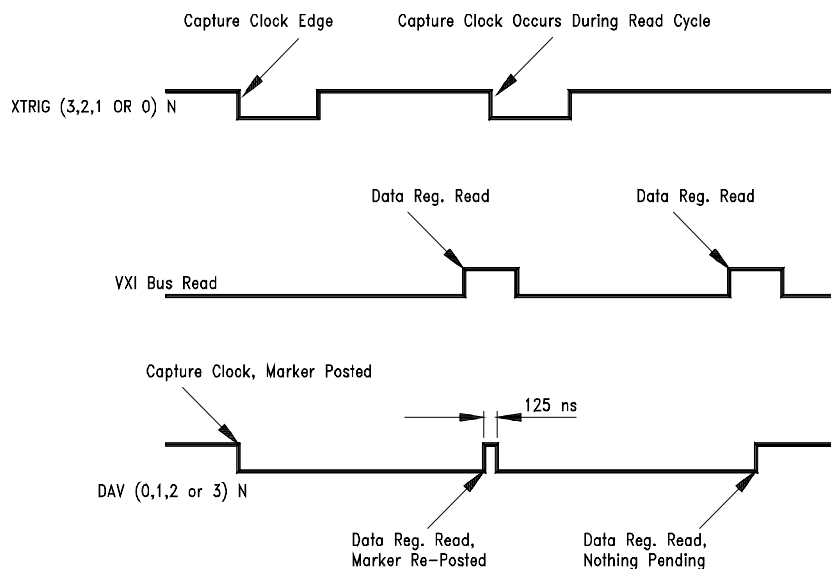 Capture Clock Edge
Capture Clock Occurs During Read Cycle
XTRIG (3,2,1 OR 0) N
Data Reg. Read
Data Reg. Read
VXI Bus Read
Capture Clock, Marker Posted
125 ns
DAV (0,1,2 or 3) N
Data Reg. Read,
Marker Re-Posted
Data Reg. Read,
Nothing Pending